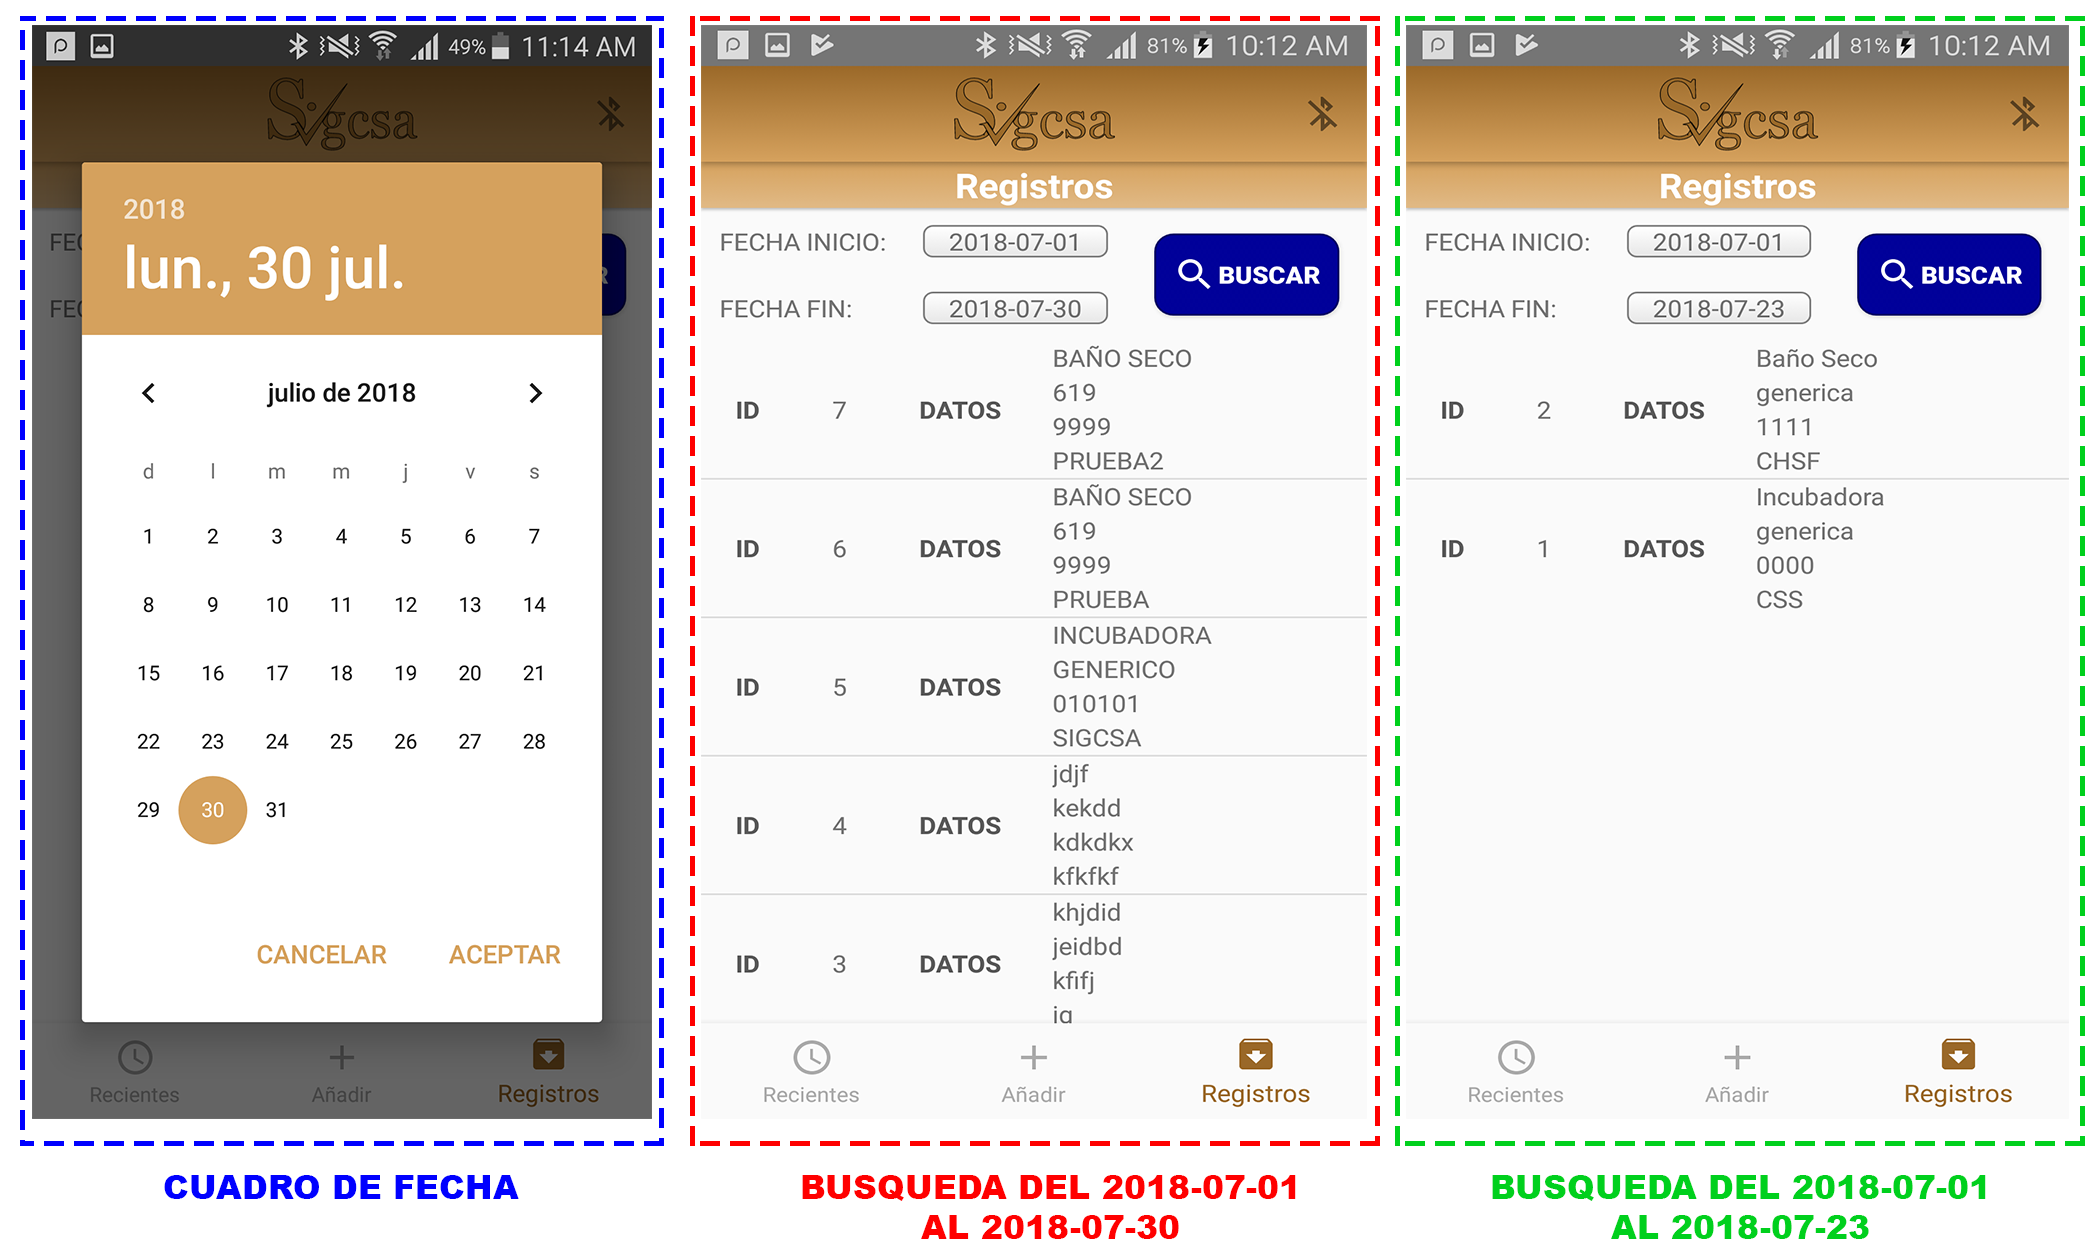 49% 11:14 AM
Sigcsa
FEC
R
FEC
2018
lun., 30 jul.
julio de 2018
d l m m j v s
1 2 3 4 5 6 7
8 9 10 11 12 13 14
15 16 17 18 19 20 21
22 23 24 25 26 27 28
29 30 31
CANCELAR ACEPTAR
Recientes Añadir Registros
CUADRO DE FECHA
81% 10:12 AM
Sigcsa
Registros
FECHA INICIO: 2018-07-01
BUSCAR
FECHA FIN: 2018-07-30
ID 7 DATOS
BAÑO SECO
619
9999
PRUEBA2
ID 6 DATOS
BAÑO SECO
619
9999
PRUEBA
ID 5 DATOS
INCUBADORA
GENERICO
010101
SIGCSA
ID 4 DATOS
jdjf
kekdd
kdkdkx
kfkfkf
ID 3 DATOS
khjdid
jeidbd
kfifj
Recientes Añadir Registros
BUSQUEDA DEL 2018-07-01
AL 2018-07-30
81% 10:12 AM
Sigcsa
Registros
FECHA INICIO: 2018-07-01
BUSCAR
FECHA FIN: 2018-07-23
ID 2 DATOS
Baño Seco
generica
1111
CHSF
ID 1 DATOS
Incubadora
generica
0000
CSS
Recientes Añadir Registros
BUSQUEDA DEL 2018-07-01
AL 2018-07-23